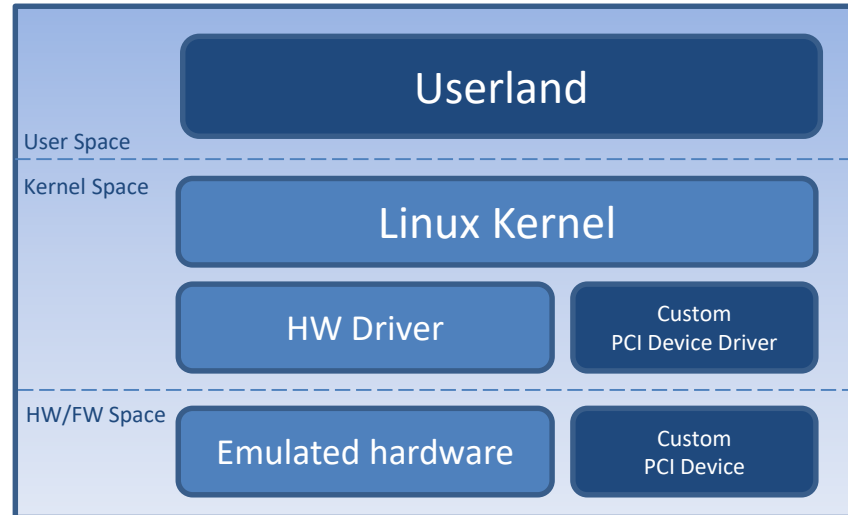 Userland
User Space
Kernel Space
Linux Kernel
HW Driver
Custom
PCI Device Driver
HW/FW Space
Emulated hardware
Custom
PCI Device